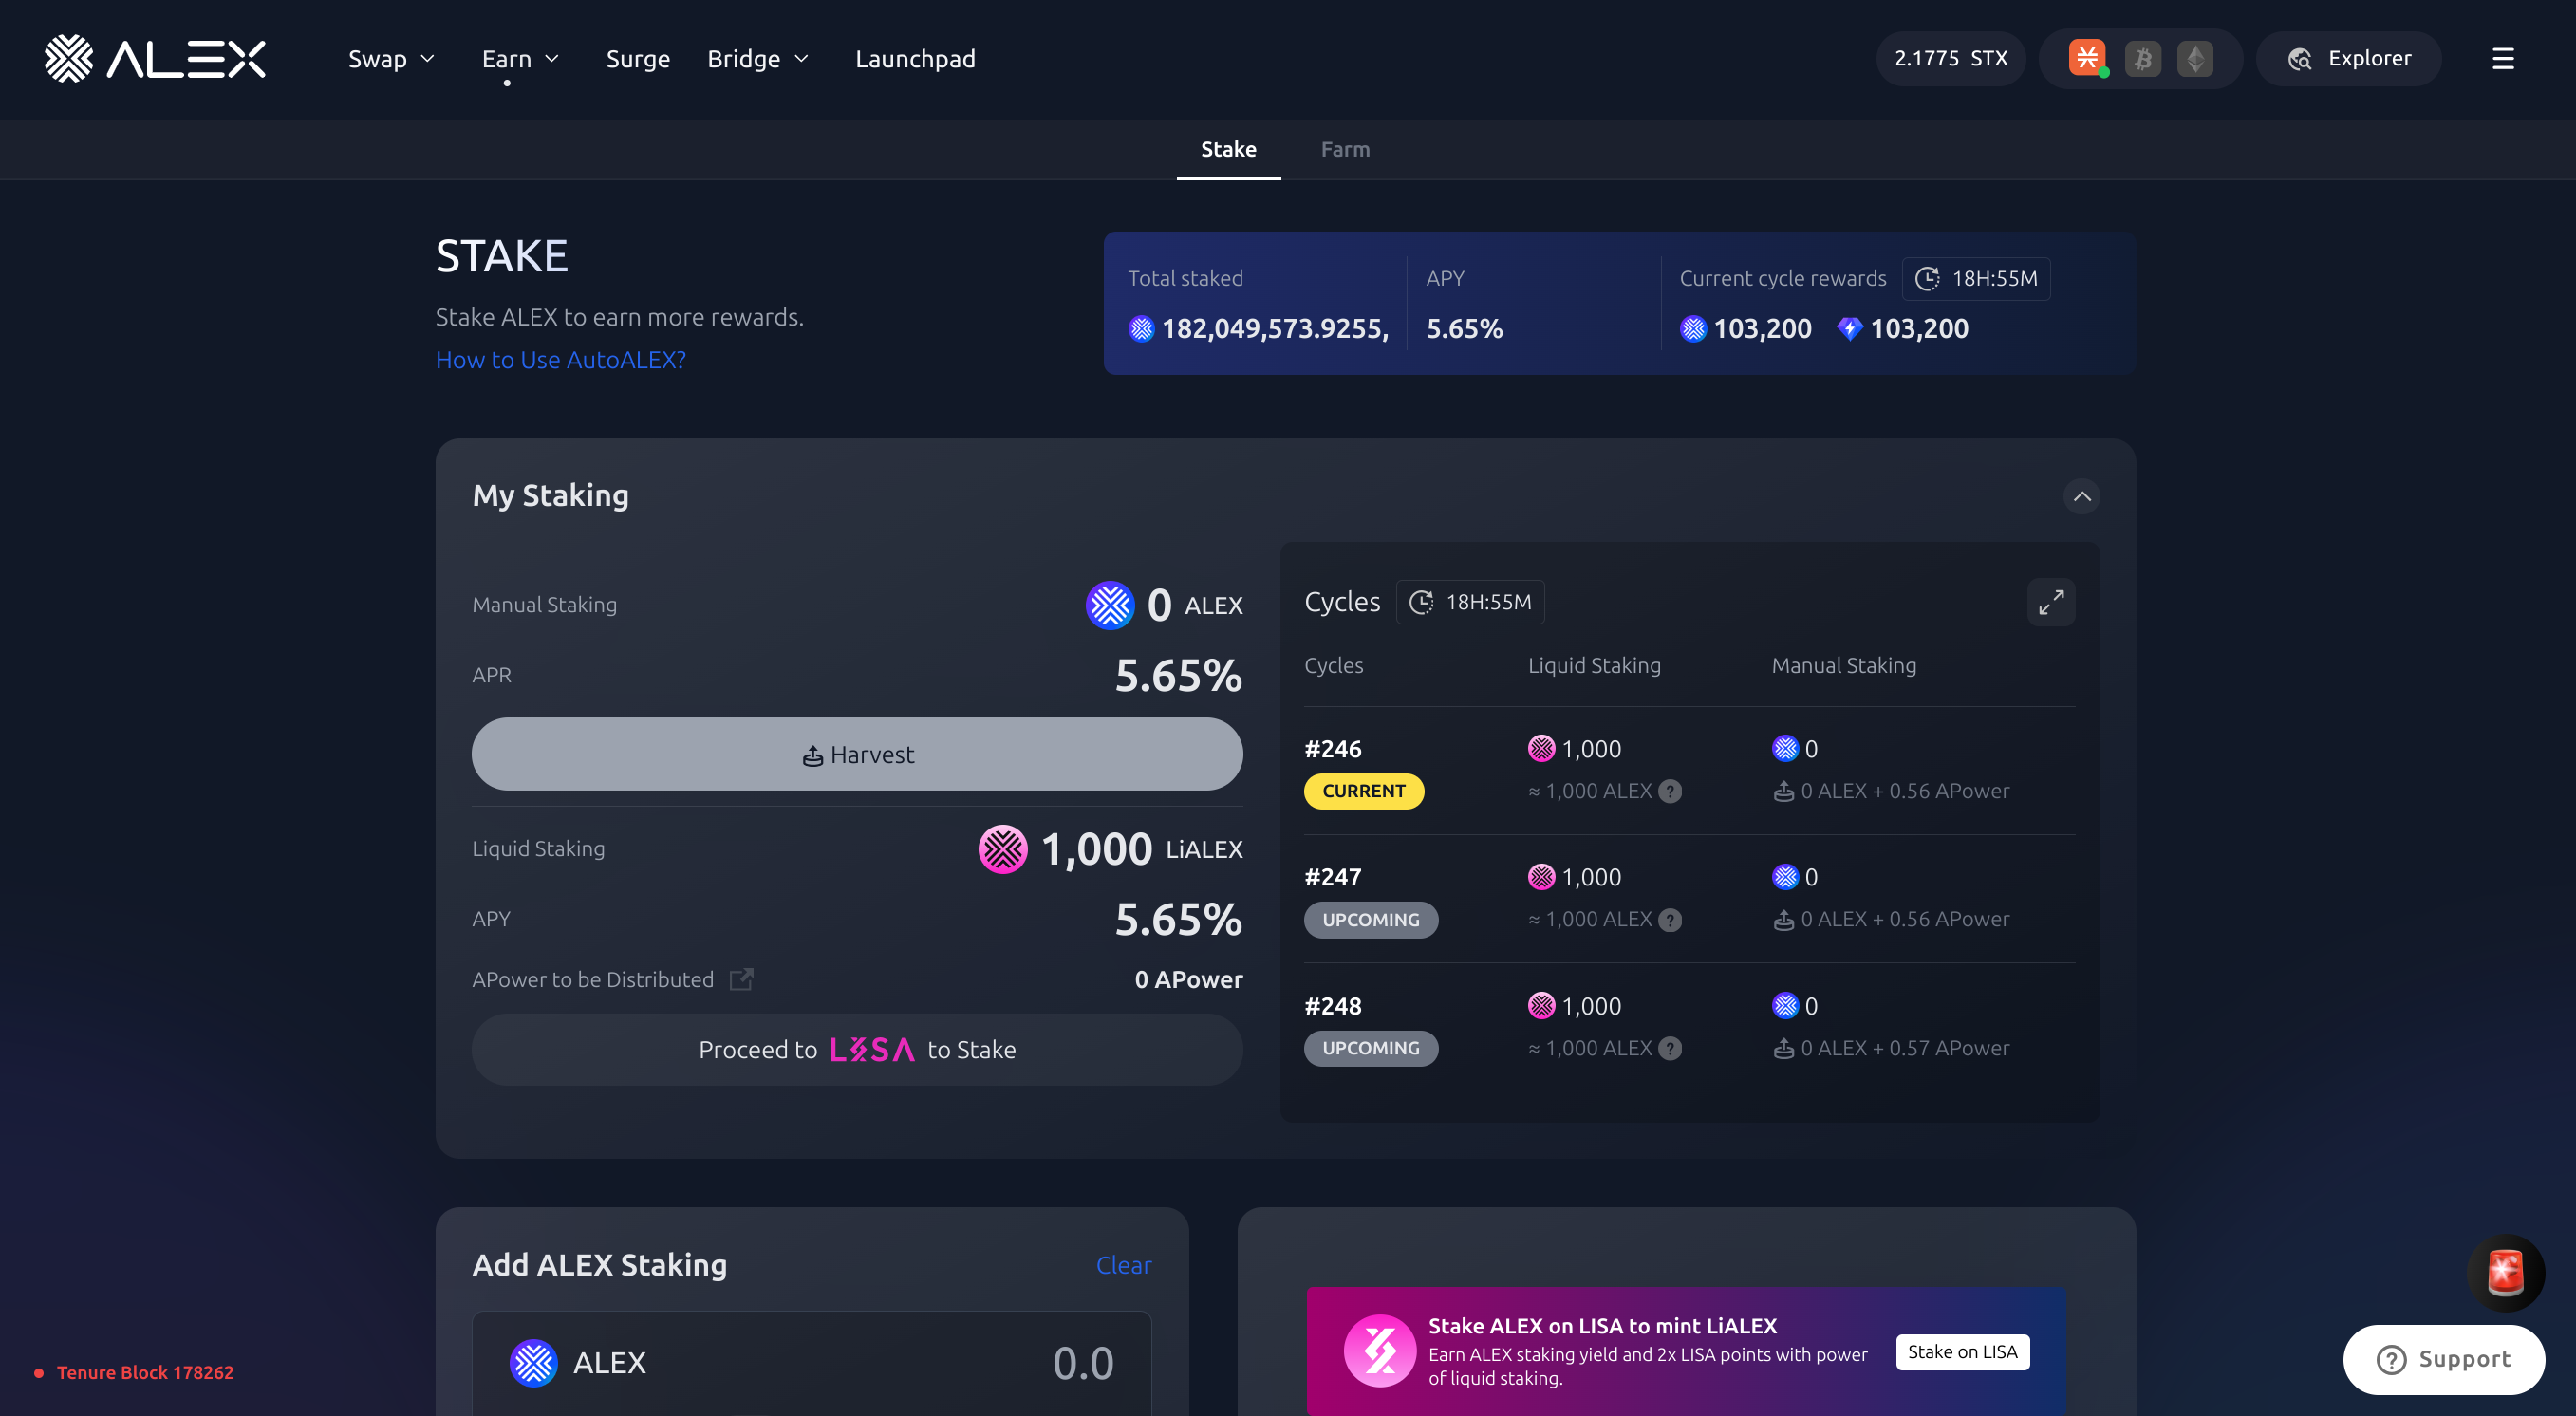 ALEX
Swap
Earn
Surge
Bridge
Launchpad
2.1775 STX
Explorer
Stake
Farm
STAKE
Stake ALEX to earn more rewards.
How to Use AutoALEX?
Total staked
182,049,573.9255,
APY
5.65%
Current cycle rewards
18H:55M
103,200
103,200
My Staking
Manual Staking
0 ALEX
APR
5.65%
Harvest
Liquid Staking
1,000 LiALEX
APY
5.65%
APower to be Distributed
0 APower
Proceed to LISA to Stake
Cycles
18H:55M
Cycles
Liquid Staking
Manual Staking
#246
1,000
0
CURRENT
≈ 1,000 ALEX ?
0 ALEX + 0.56 APower
#247
1,000
0
UPCOMING
≈ 1,000 ALEX ?
0 ALEX + 0.56 APower
#248
1,000
0
UPCOMING
≈ 1,000 ALEX ?
0 ALEX + 0.57 APower
Add ALEX Staking
Clear
ALEX
0.0
Stake ALEX on LISA to mint LiALEX
Earn ALEX staking yield and 2x LISA points with power
of liquid staking.
Stake on LISA
Tenure Block 178262
? Support